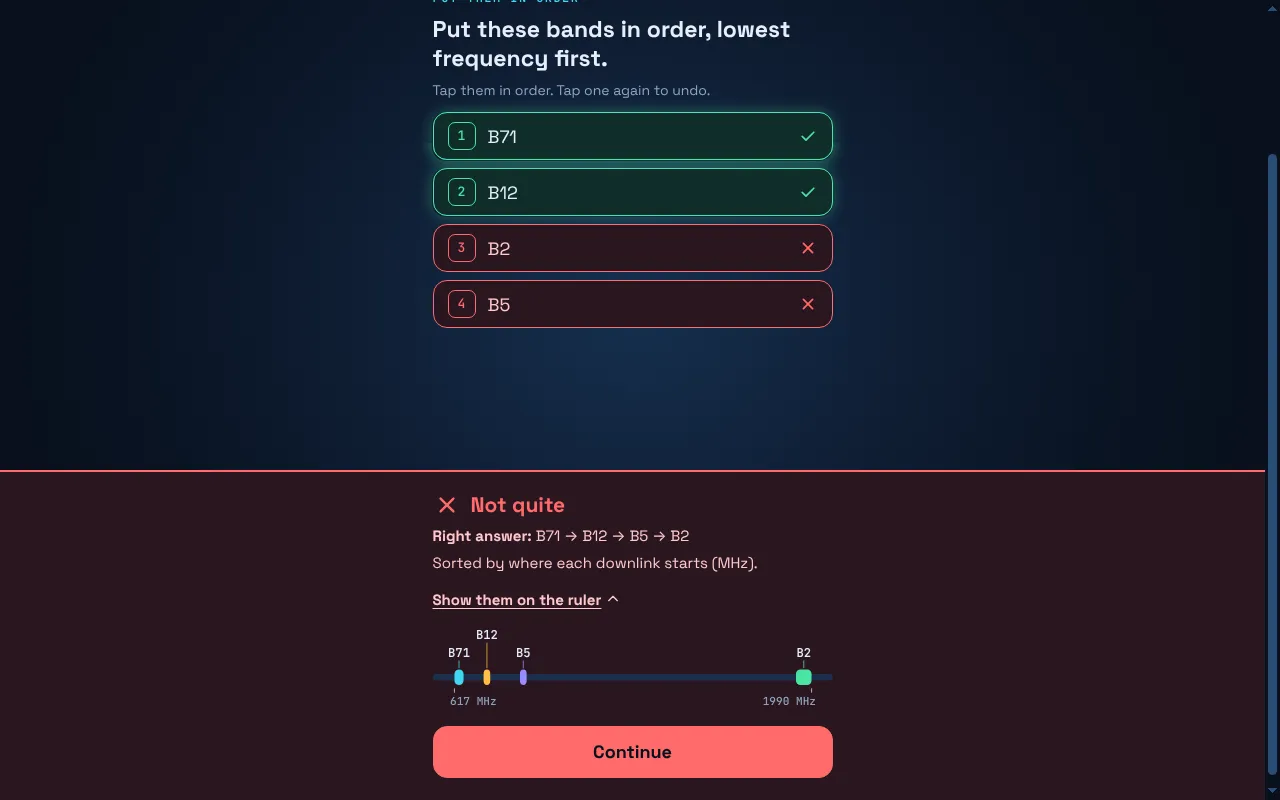 Put these bands in order, lowest
frequency first.
Tap them in order. Tap one again to undo.
1 B71
2 B12
3 B2
4 B5
Not quite
Right answer: B71 → B12 → B5 → B2
Sorted by where each downlink starts (MHz).
Show them on the ruler
B12
B71 B5 B2
617 MHz 1990 MHz
Continue